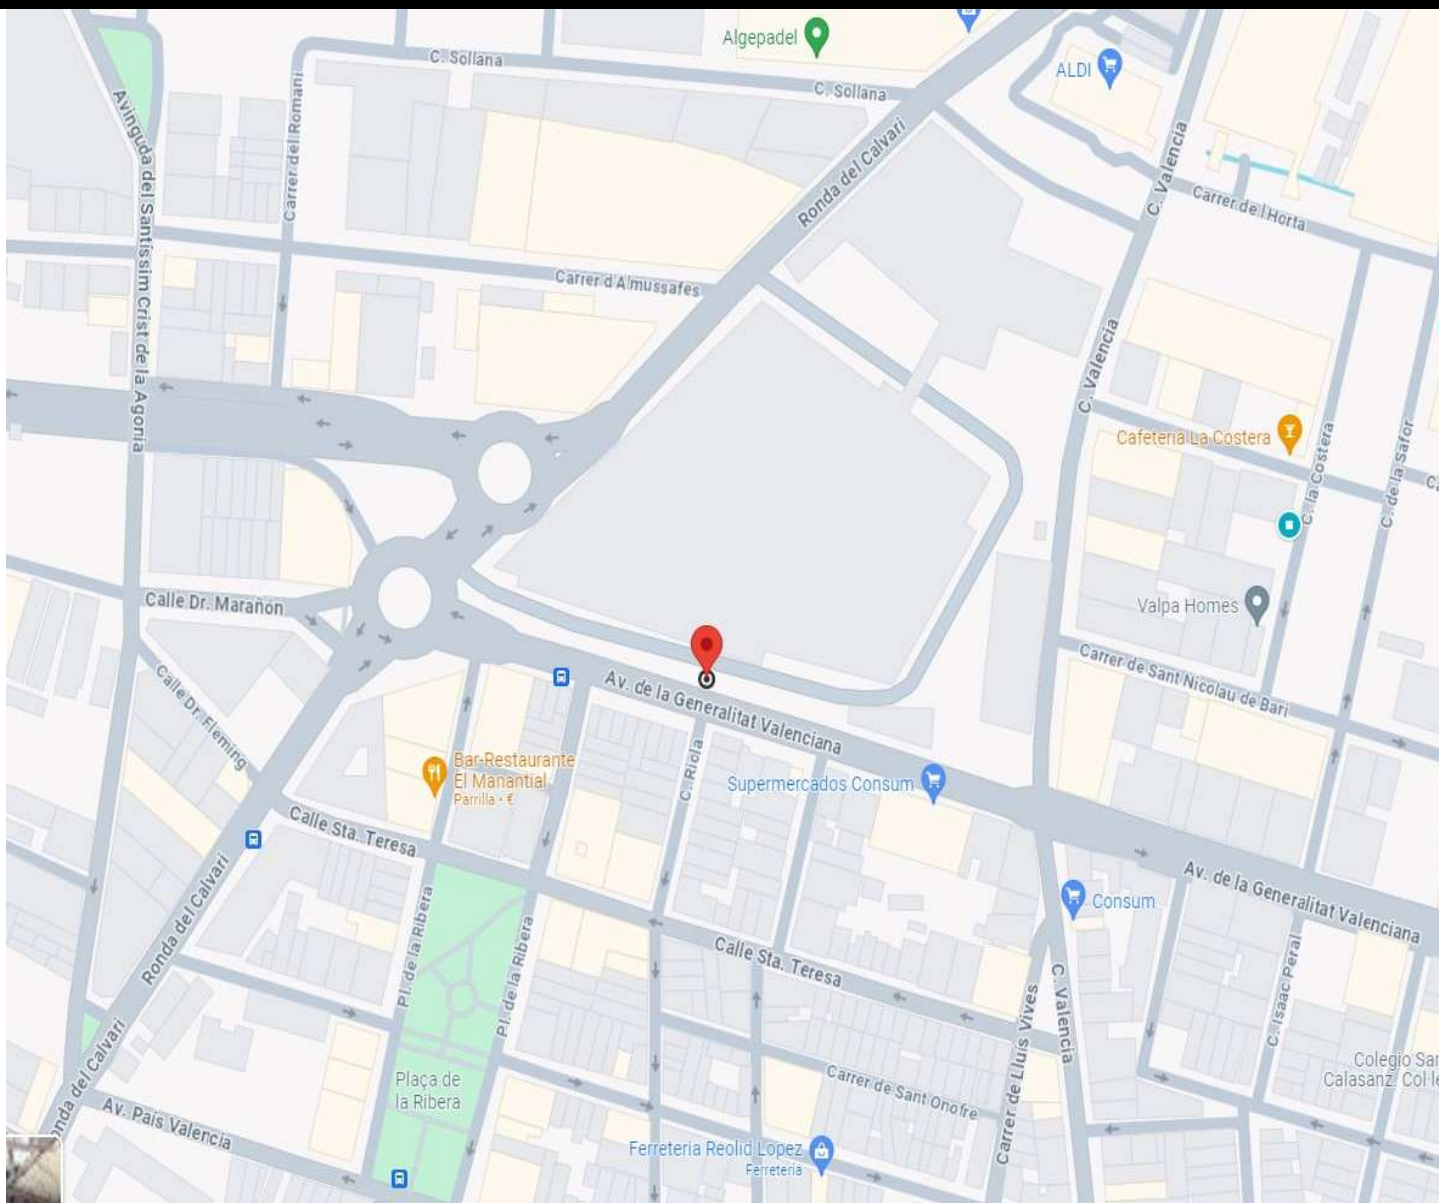 Algepadel
C. Sollana
C. Sollana
ALDI
Avinguda del Santíssim Crist de la Agonia
Carrer del Romaní
Ronda del Calvari
C. Valencia
Carrer de l'Horta
Carrer d'Almussafes
C. Valencia
Cafeteria La Costera
C. la Costera
C. de la Safor
Calle Dr. Marañón
Valpa Homes
Carrer de Sant Nicolau de Bari
Calle Dr. Fleming
Av. de la Generalitat Valenciana
Bar-Restaurante
El Manantial
Parrilla · €
C. Riola
Supermercados Consum
Calle Sta. Teresa
Ronda del Calvari
Pl. de la Ribera
Pl. de la Ribera
Consum
Av. de la Generalitat Valenciana
Calle Sta. Teresa
C. Isaac Peral
Carrer de Lluís Vives
C. Valencia
Ronda del Calvari
Plaça de
la Ribera
Colegio Sa
Calasanz. Col·le
Carrer de Sant Onofre
Av. País Valencia
Ferreteria Reolid Lopez
Ferretería